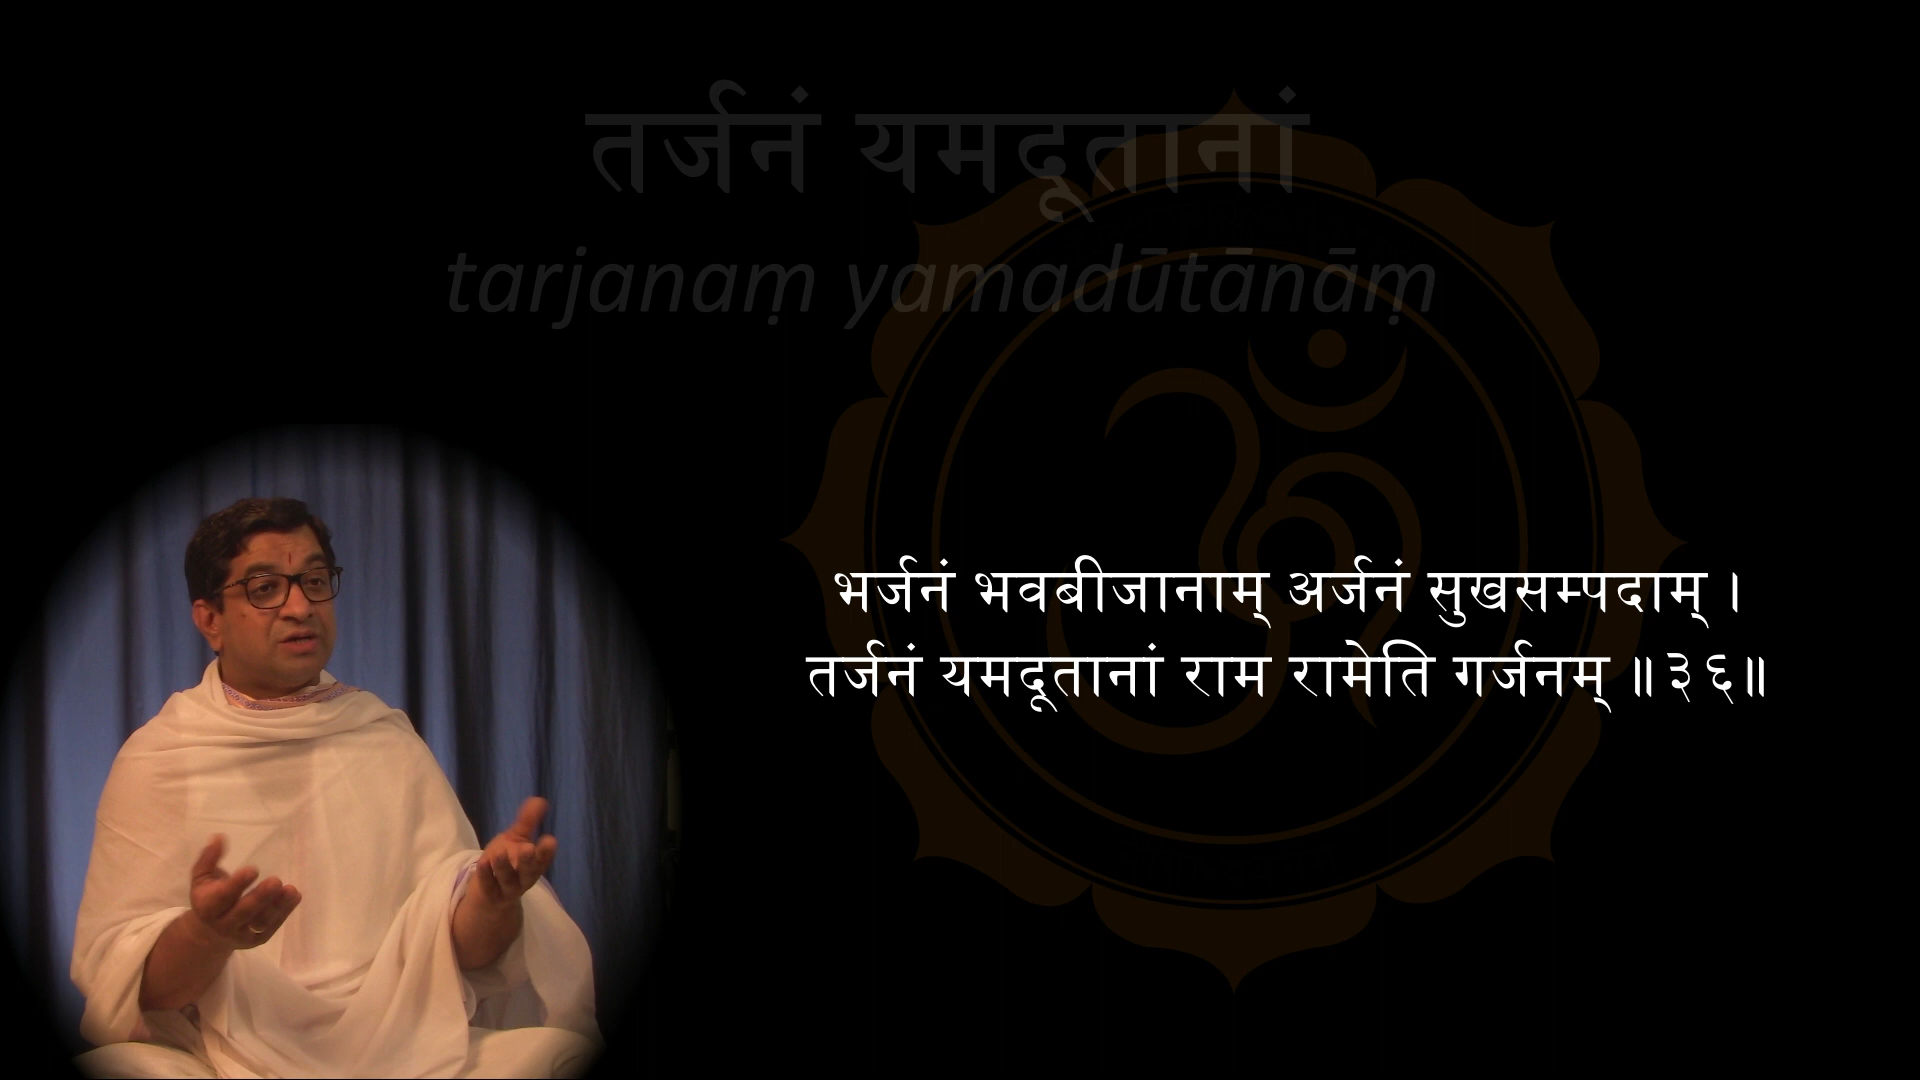 तर्जनं यमदूतानां
tarjanaṃ yamadūtānāṃ
भर्जनं भवबीजानाम् अर्जनं सुखसम्पदाम् ।
तर्जनं यमदूतानां राम रामेति गर्जनम् ॥३६॥